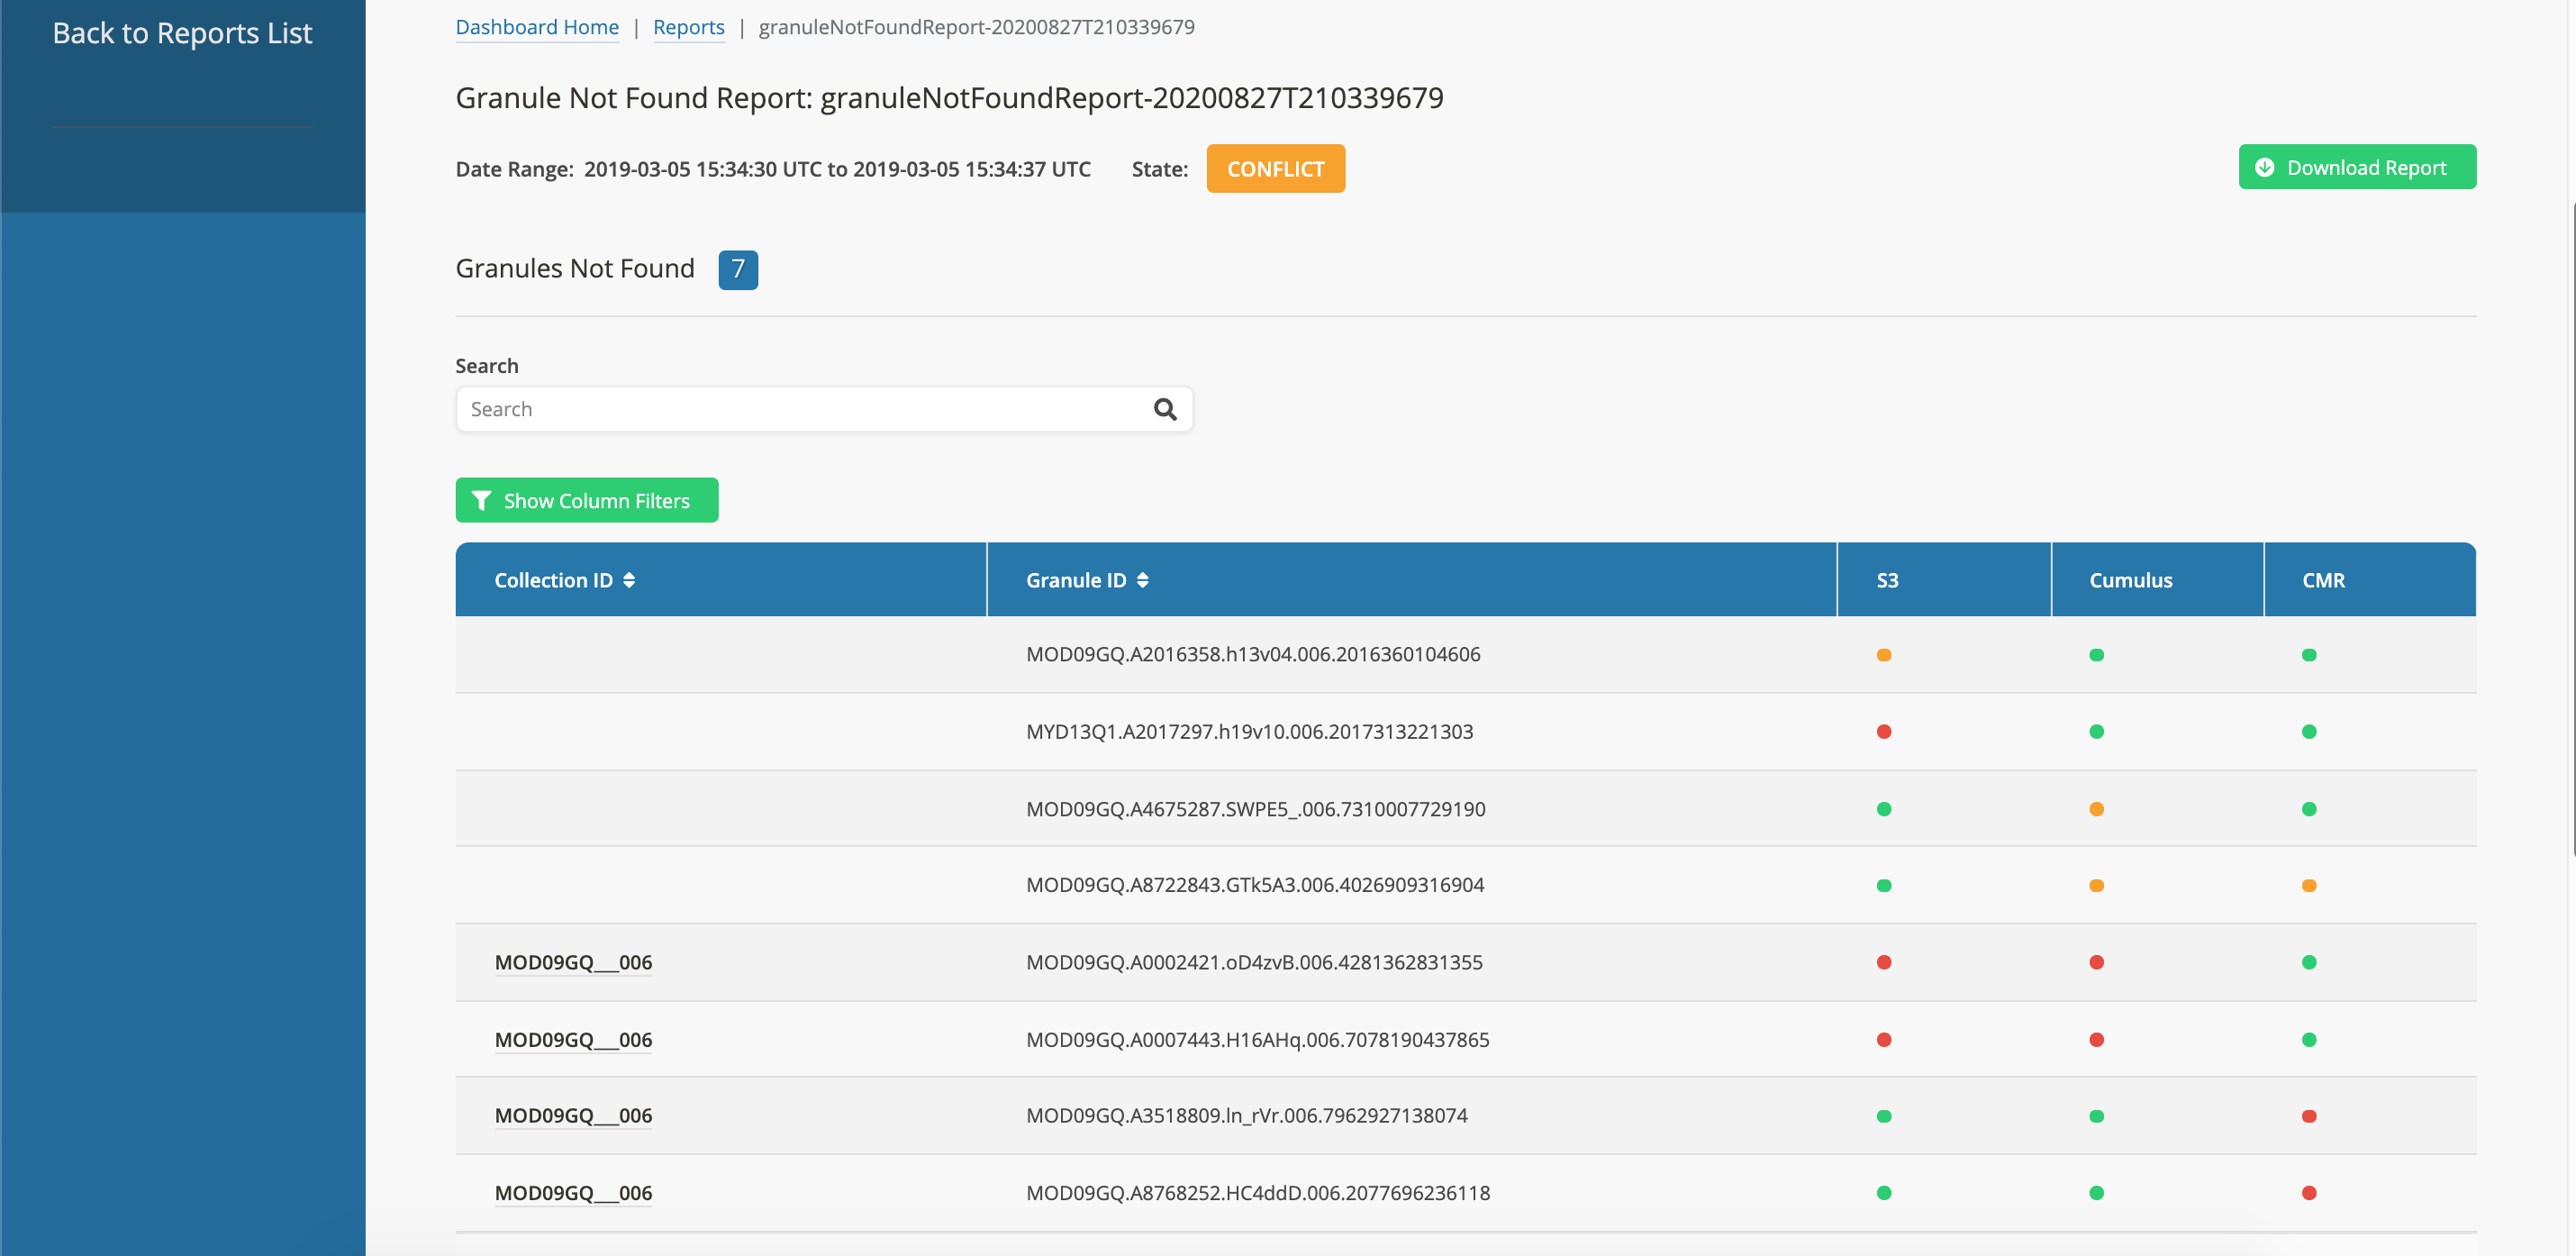 Back to Reports List
Dashboard Home | Reports | granuleNotFoundReport-20200827T210339679
Granule Not Found Report: granuleNotFoundReport-20200827T210339679
Date Range: 2019-03-05 15:34:30 UTC to 2019-03-05 15:34:37 UTC State: CONFLICT
Download Report
Granules Not Found 7
Search
Search
Show Column Filters
Collection ID Granule ID S3 Cumulus CMR
MOD09GQ.A2016358.h13v04.006.2016360104606
MYD13Q1.A2017297.h19v10.006.2017313221303
MOD09GQ.A4675287.SWPE5_.006.7310007729190
MOD09GQ.A8722843.GTk5A3.006.4026909316904
MOD09GQ___006 MOD09GQ.A0002421.oD4zvB.006.4281362831355
MOD09GQ___006 MOD09GQ.A0007443.H16AHq.006.7078190437865
MOD09GQ___006 MOD09GQ.A3518809.ln_rVr.006.7962927138074
MOD09GQ___006 MOD09GQ.A8768252.HC4ddD.006.2077696236118